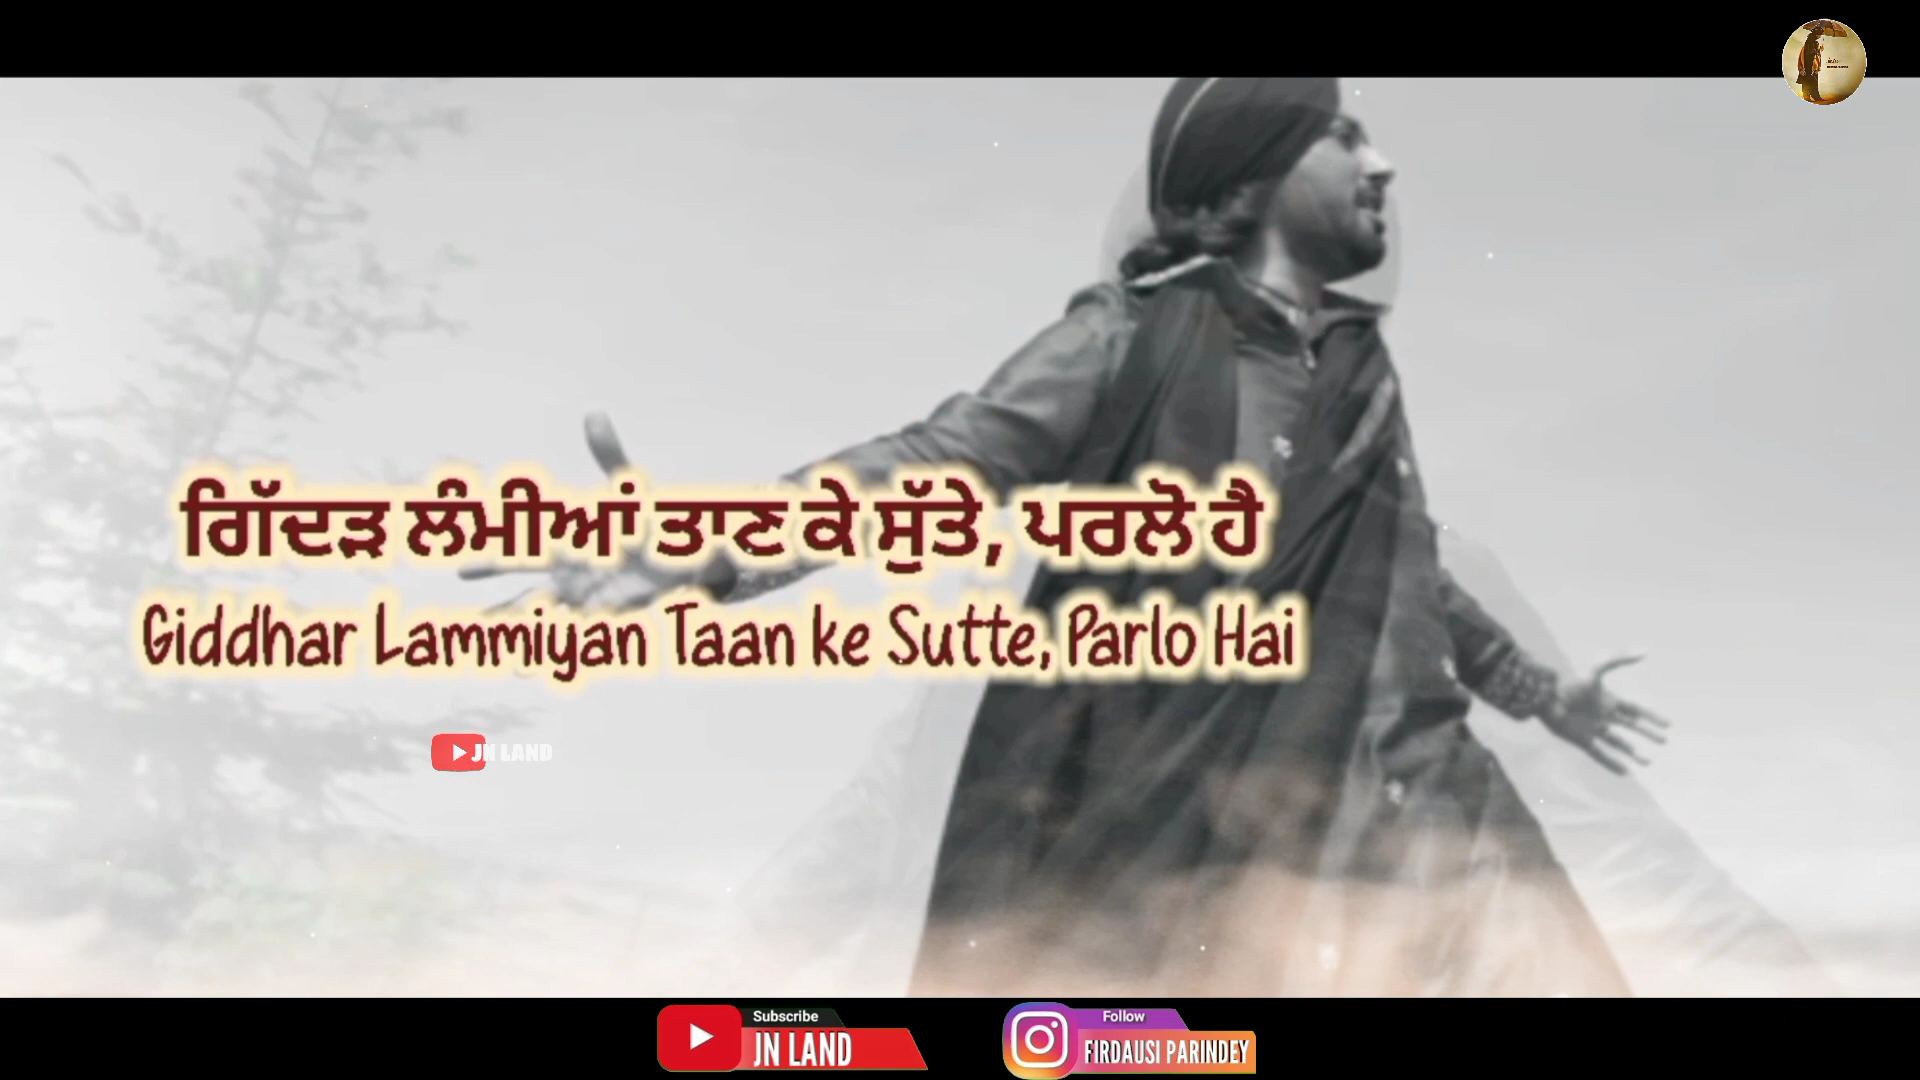 ਗਿੱਦੜ ਲੰਮੀਆਂ ਤਾਣ ਕੇ ਸੁੱਤੇ, ਪਰਲੋ ਹੈ
Giddhar Lammiyan Taan ke Sutte, Parlo Hai
JN LAND
Subscribe
JN LAND
Follow
FIRDAUSI PARINDEY